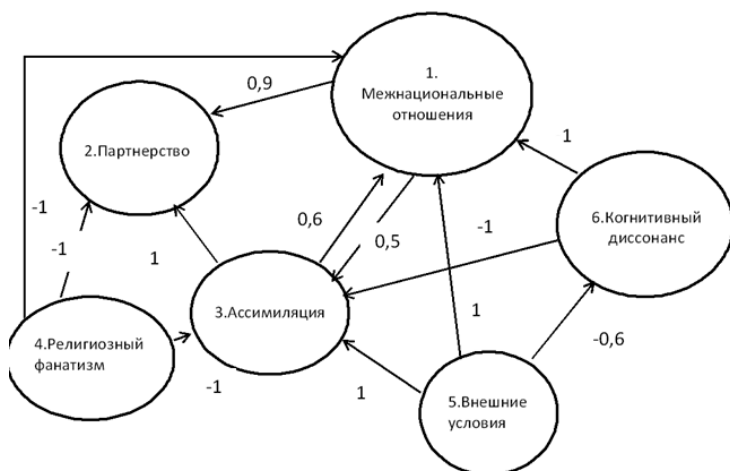 1.
Межнациональные
отношения
0,9
2.Партнерство
1
6.Когнитивный
диссонанс
-1
0,6
0,5
-1
-1
1
3.Ассимиляция
1
-0,6
4.Религиозный
фанатизм
-1
1
5.Внешние
условия